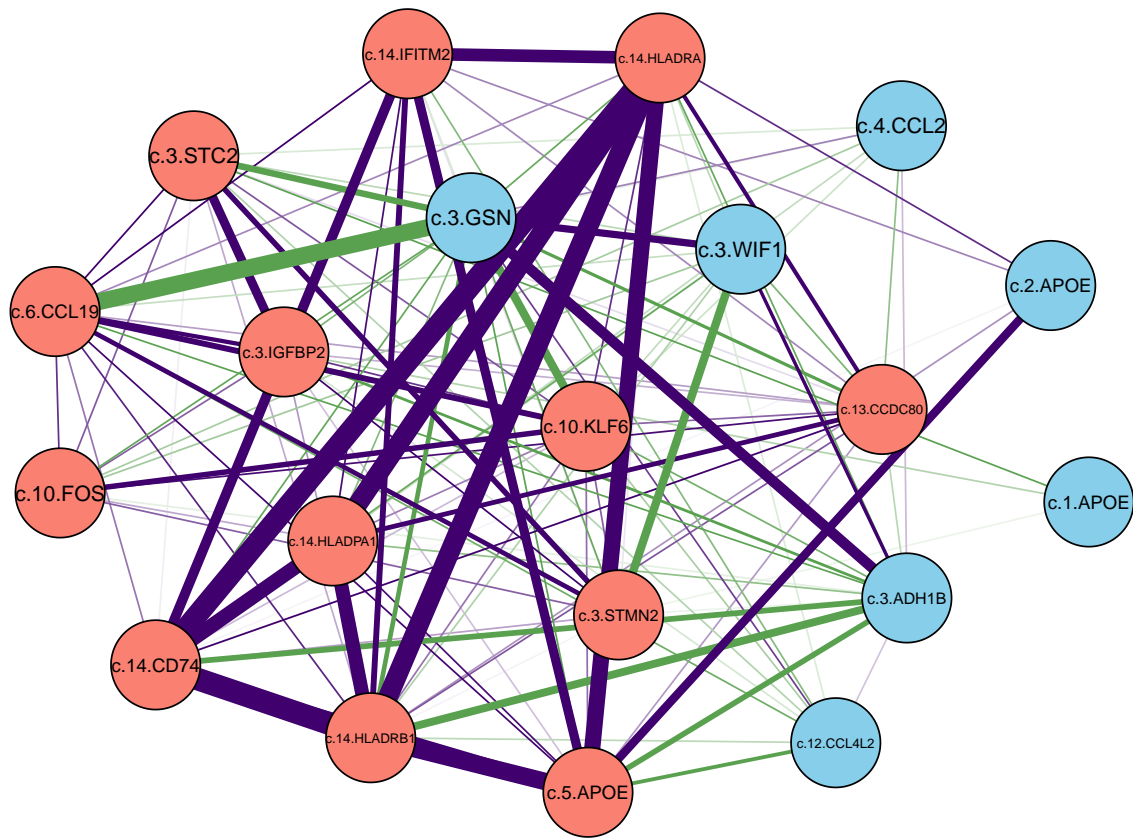 c.14.IFITM2
c.14.HLADRA
c.4.CCL2
c.3.STC2
c.3.GSN
c.3.WIF1
c.2.APOE
c.6.CCL19
c.3.IGFBP2
c.13.CCDC80
c.10.KLF6
c.10.FOS
c.1.APOE
c.14.HLADPA1
c.3.ADH1B
c.3.STMN2
c.14.CD74
c.14.HLADRB1
c.12.CCL4L2
c.5.APOE